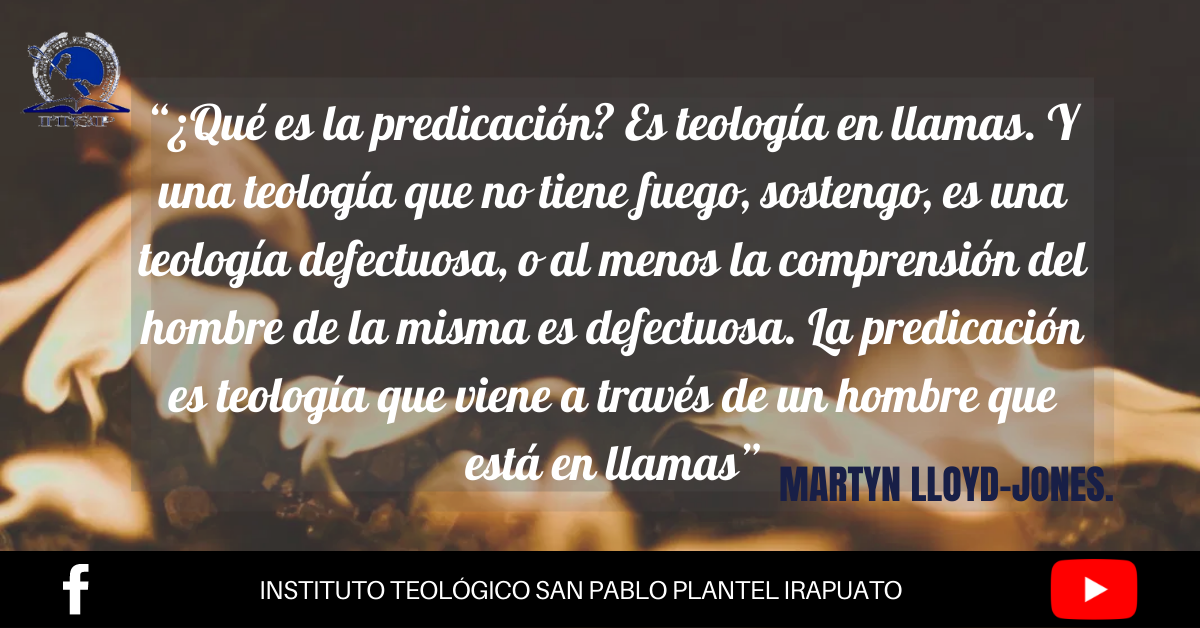 ITSP
“¿Qué es la predicación? Es teología en llamas. Y
una teología que no tiene fuego, sostengo, es una
teología defectuosa, o al menos la comprensión del
hombre de la misma es defectuosa. La predicación
es teología que viene a través de un hombre que
está en llamas”
MARTYN LLOYD-JONES.
INSTITUTO TEOLÓGICO SAN PABLO PLANTEL IRAPUATO